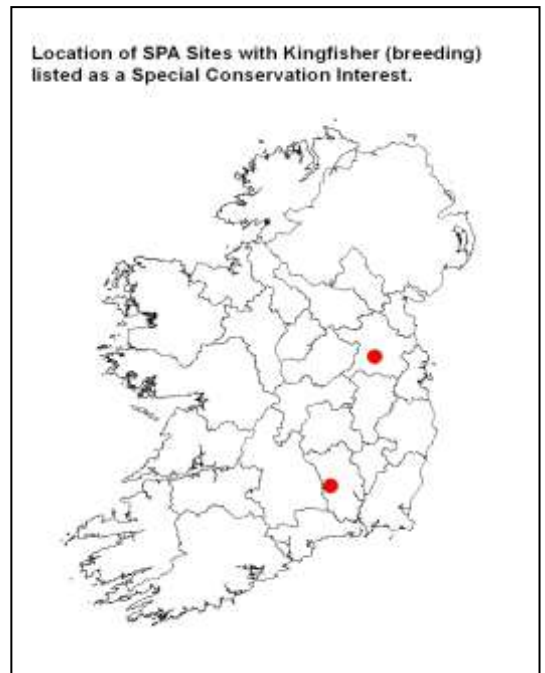 Location of SPA Sites with Kingfisher (breeding)
listed as a Special Conservation Interest.